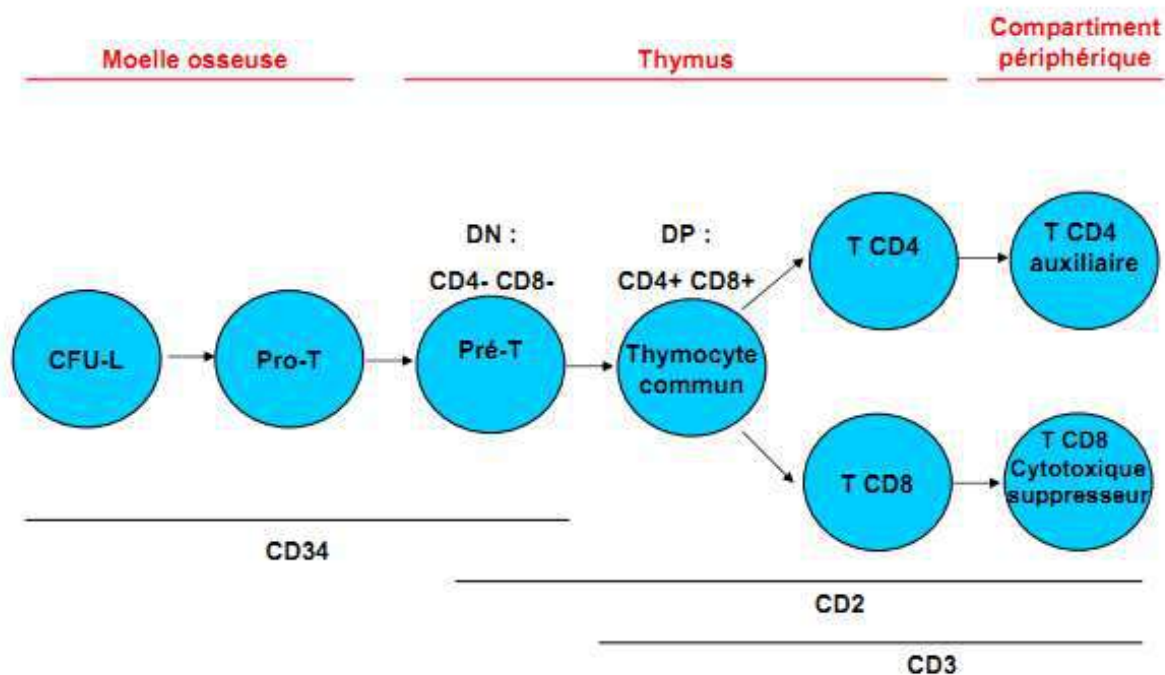 Moelle osseuse
Thymus
Compartiment
périphérique
DN :
CD4- CD8-
DP :
CD4+ CD8+
CFU-L
Pro-T
Pré-T
Thymocyte
commun
T CD4
T CD4
auxiliaire
T CD8
T CD8
Cytotoxique
suppresseur
CD34
CD2
CD3